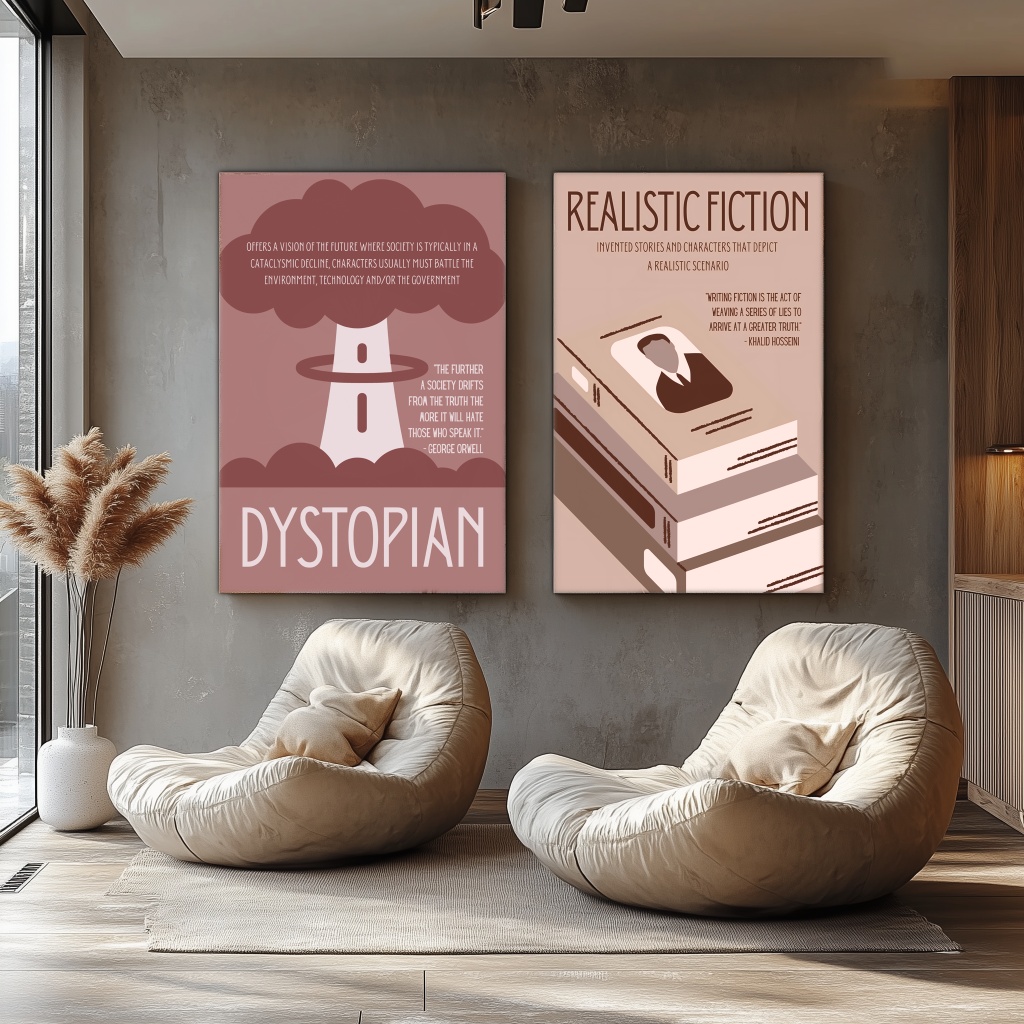 OFFERS A VISION OF THE FUTURE WHERE SOCIETY IS TYPICALLY IN A
CATACLYSMIC DECLINE, CHARACTERS USUALLY MUST BATTLE THE
ENVIRONMENT, TECHNOLOGY AND/OR THE GOVERNMENT
"THE FURTHER
A SOCIETY DRIFTS
FROM THE TRUTH THE
MORE IT WILL HATE
THOSE WHO SPEAK IT."
- GEORGE ORWELL
DYSTOPIAN
REALISTIC FICTION
INVENTED STORIES AND CHARACTERS THAT DEPICT
A REALISTIC SCENARIO
"WRITING FICTION IS THE ACT OF
WEAVING A SERIES OF LIES TO
ARRIVE AT A GREATER TRUTH."
- KHALID HOSSEINI